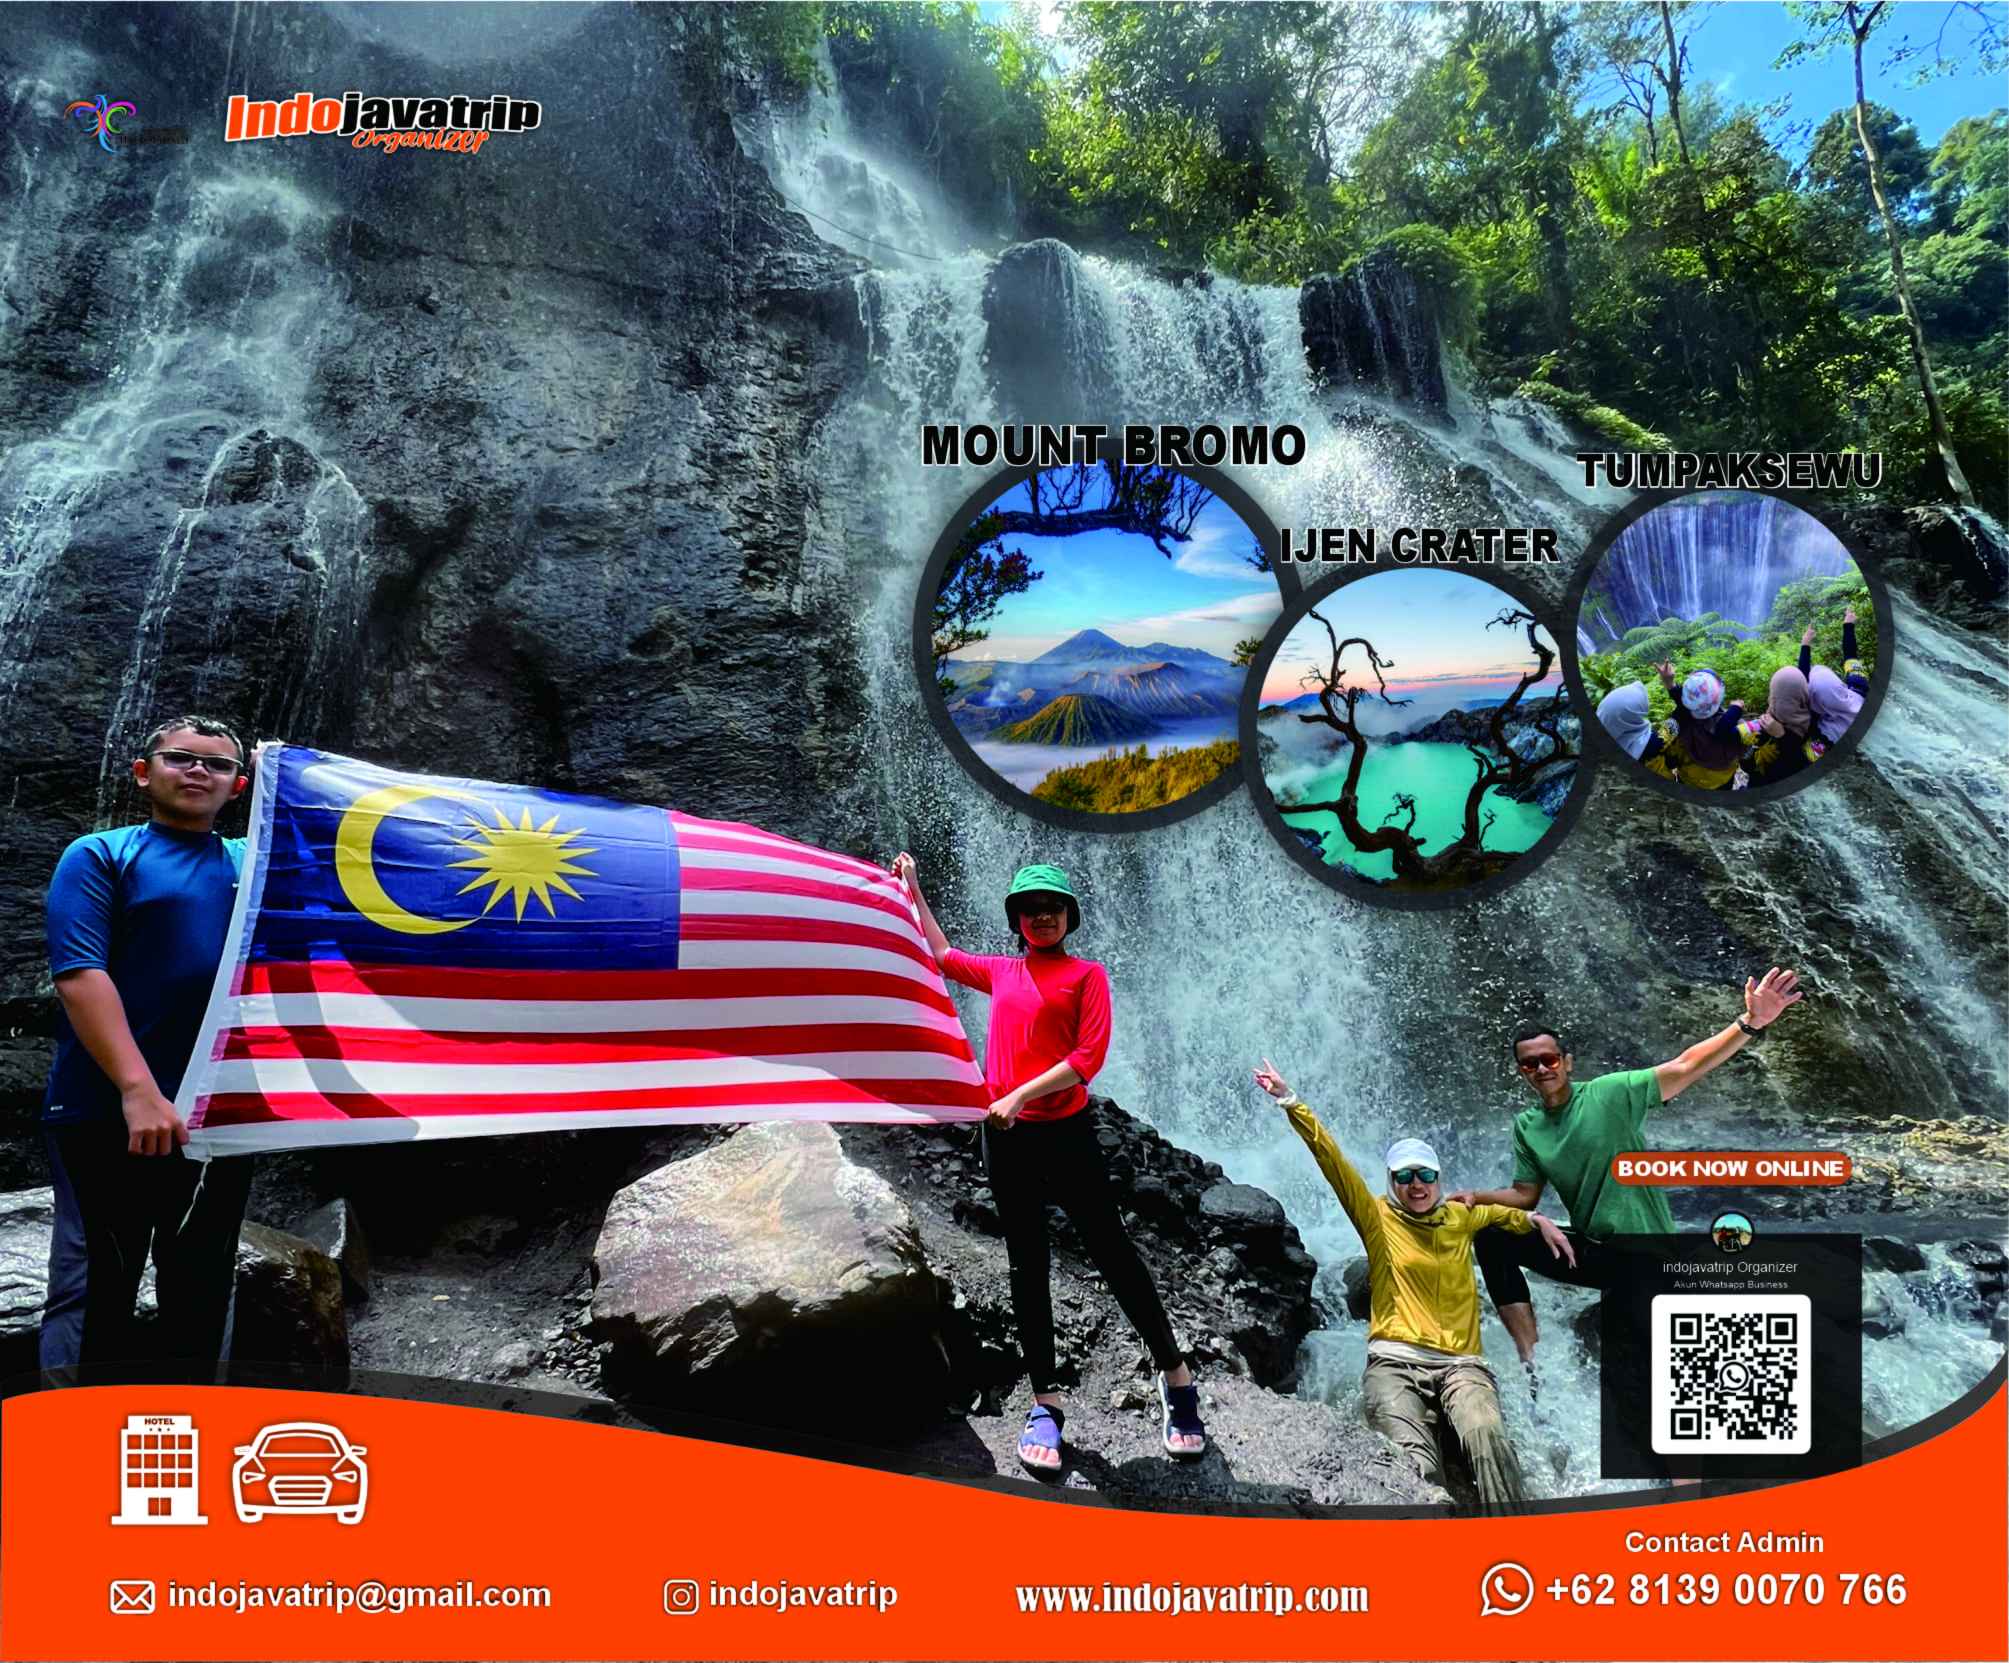 Indojavatrip
Organizer
MOUNT BROMO
IJEN CRATER
TUMPAKSEWU
BOOK NOW ONLINE
indojavatrip Organizer
Akun Whatsapp Business
HOTEL
Contact Admin
indojavatrip@gmail.com
indojavatrip
www.indojavatrip.com
+62 8139 0070 766